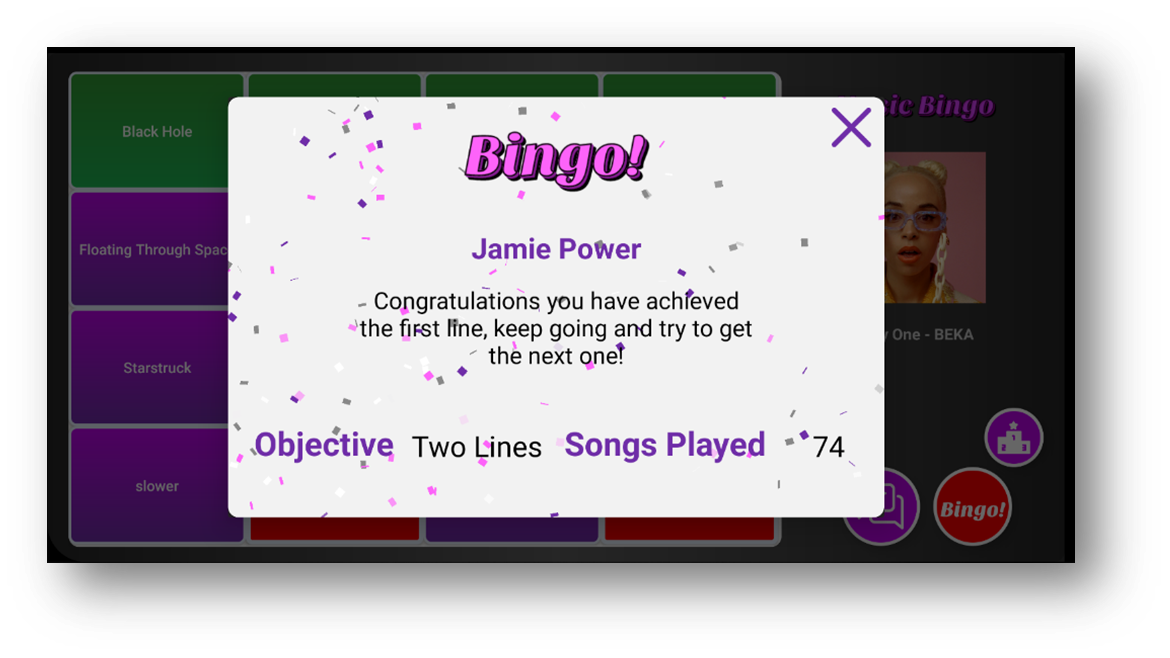 Black Hole
Floating Through Spac
Starstruck
slower
Bingo!
Jamie Power
Congratulations you have achieved
the first line, keep going and try to get
the next one!
Objective Two Lines Songs Played 74
sic Bingo
y One - BEKA
Bingo!